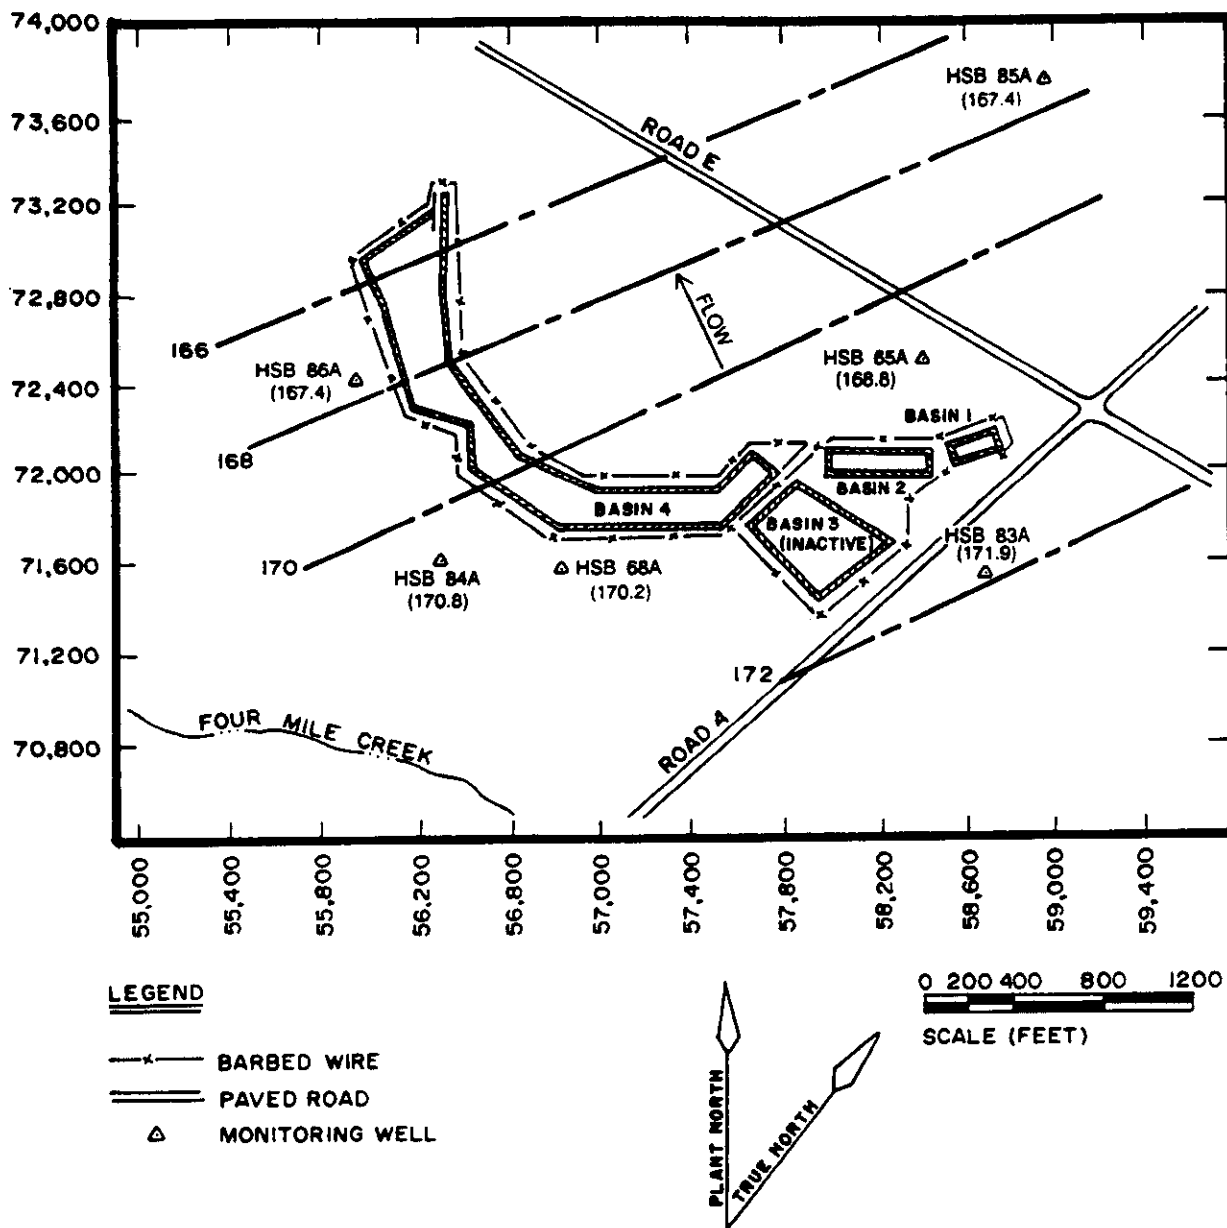 74,000
73,600
73,200
72,800
72,400
72,000
71,600
71,200
70,800
HSB 85A
(167.4)
ROAD E
FLOW
166
HSB 86A
(167.4)
HSB 65A
(168.8)
168
BASIN 1
BASIN 2
BASIN 4
BASIN 3
(INACTIVE)
HSB 83A
(171.9)
170
HSB 84A
(170.8)
HSB 68A
(170.2)
172
FOUR MILE CREEK
ROAD 4
55,000
55,400
55,800
56,200
56,800
57,000
57,400
57,800
58,200
58,600
59,000
59,400
LEGEND
BARBED WIRE
PAVED ROAD
MONITORING WELL
PLANT NORTH
TRUE NORTH
0 200 400 800 1200
SCALE (FEET)